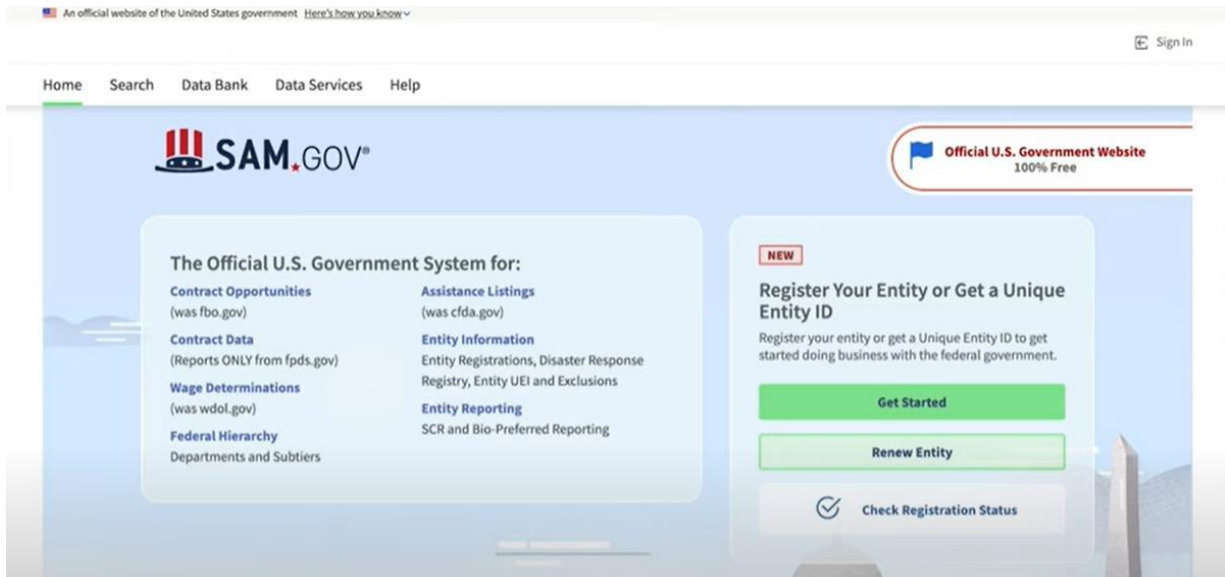 An official website of the United States government Here's how you know
Sign In
Home Search Data Bank Data Services Help
SAM.GOV®
Official U.S. Government Website
100% Free
The Official U.S. Government System for:
Contract Opportunities
(was fbo.gov)
Contract Data
(Reports ONLY from fpds.gov)
Wage Determinations
(was wdol.gov)
Federal Hierarchy
Departments and Subtiers
Assistance Listings
(was cfda.gov)
Entity Information
Entity Registrations, Disaster Response
Registry, Entity UEI and Exclusions
Entity Reporting
SCR and Bio-Preferred Reporting
NEW
Register Your Entity or Get a Unique
Entity ID
Register your entity or get a Unique Entity ID to get
started doing business with the federal government.
Get Started
Renew Entity
Check Registration Status